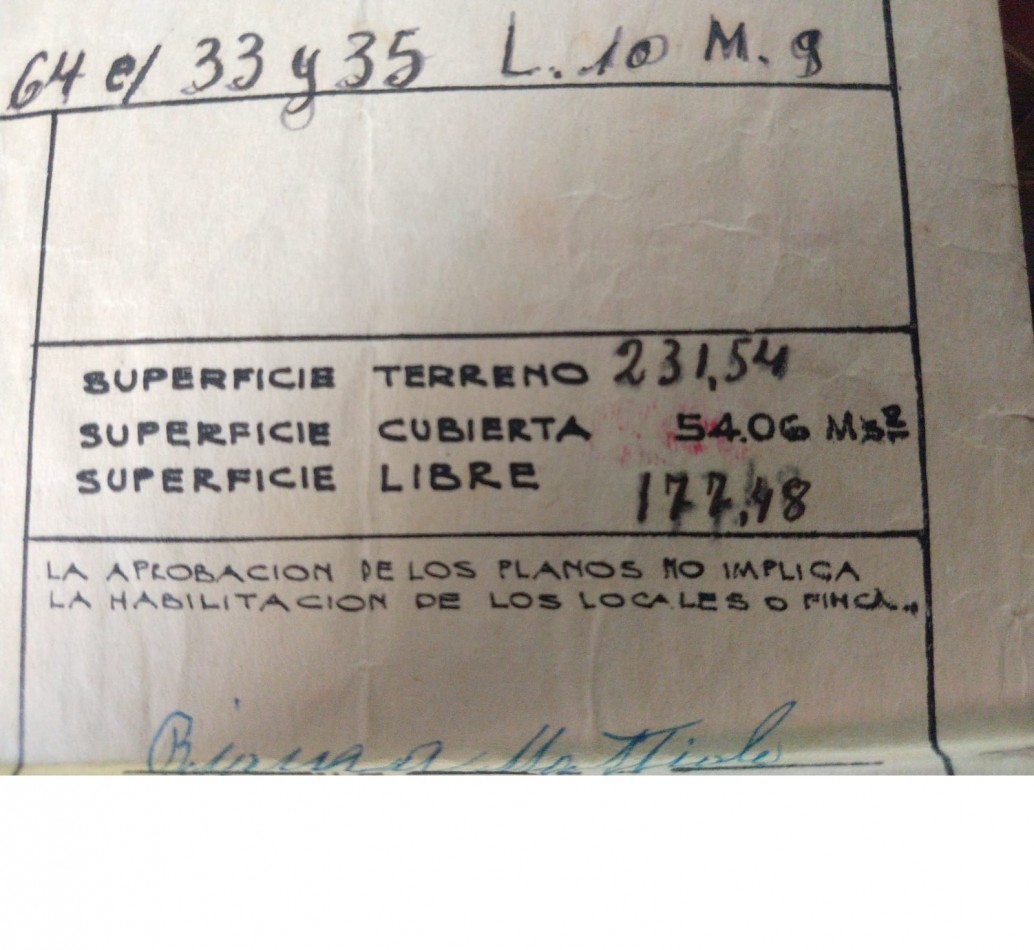 64 e/ 33 y 35 L. 10 M. 9
SUPERFICIE TERRENO 231,54
SUPERFICIE CUBIERTA 54.06 Ms²
SUPERFICIE LIBRE 177,48
LA APROBACION DE LOS PLANOS NO IMPLICA
LA HABILITACION DE LOS LOCALES O FINCA..